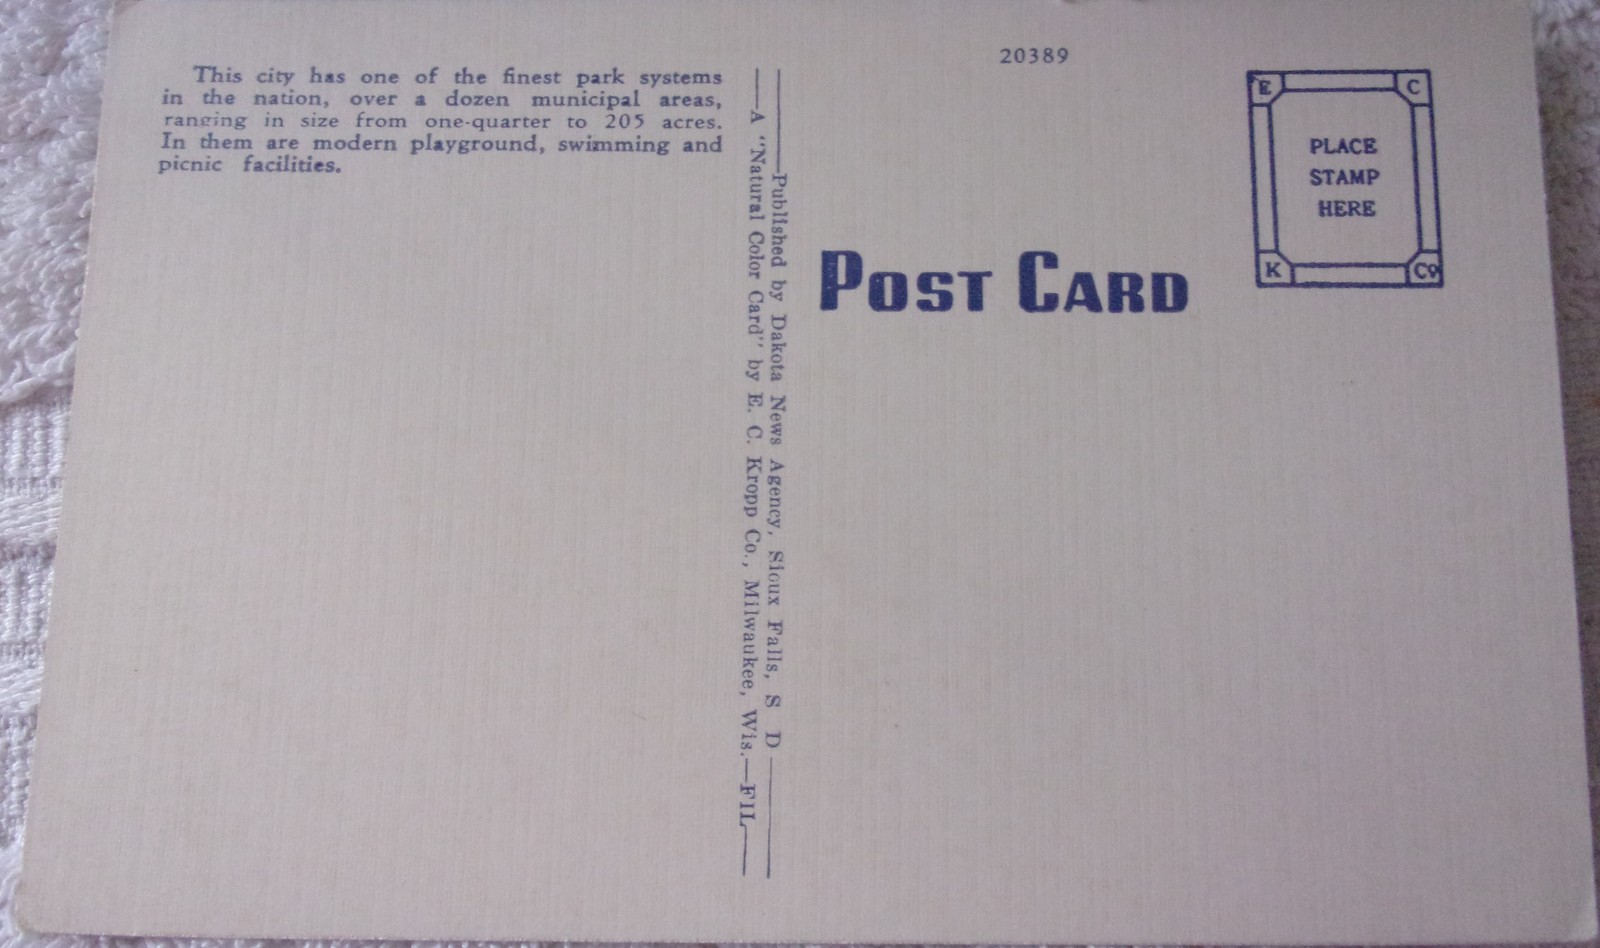 This city has one of the finest park systems
in the nation, over a dozen municipal areas,
ranging in size from one-quarter to 205 acres.
In them are modern playground, swimming and
picnic facilities.
Published by Dakota News Agency, Sioux Falls, S D
—A "Natural Color Card" by E. C. Kropp Co., Milwaukee, Wis.—FIL—
20389
POST CARD
E C
PLACE
STAMP
HERE
K Co